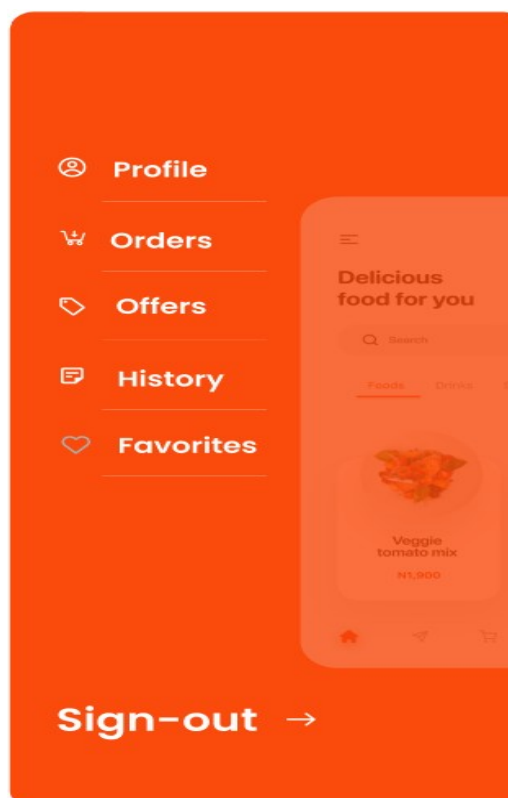 Profile
Orders
Offers
History
Favorites
Delicious
food for you
Search
Foods Drinks
Veggie
tomato mix
N1,900
Sign-out →